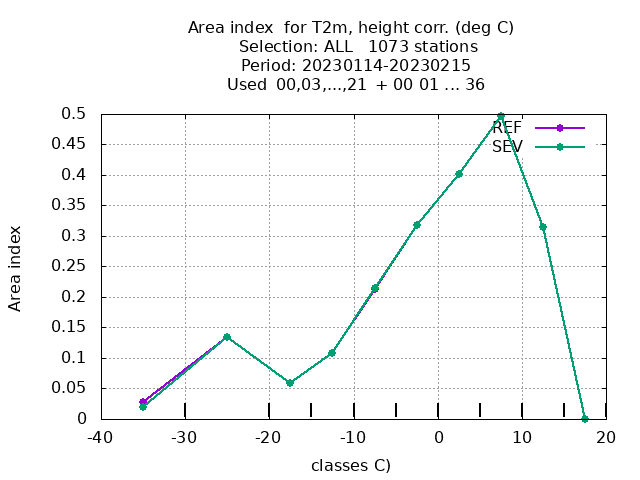 Area index  for T2m, height corr. (deg C)
Selection: ALL   1073 stations
Period: 20230114-20230215
Used  00,03,...,21  + 00 01 ... 36
0.5
0.45
0.4
0.35
0.3
0.25
0.2
0.15
0.1
0.05
0
Area index
REF
SEV
-40 -30 -20 -10 0 10 20
classes C)